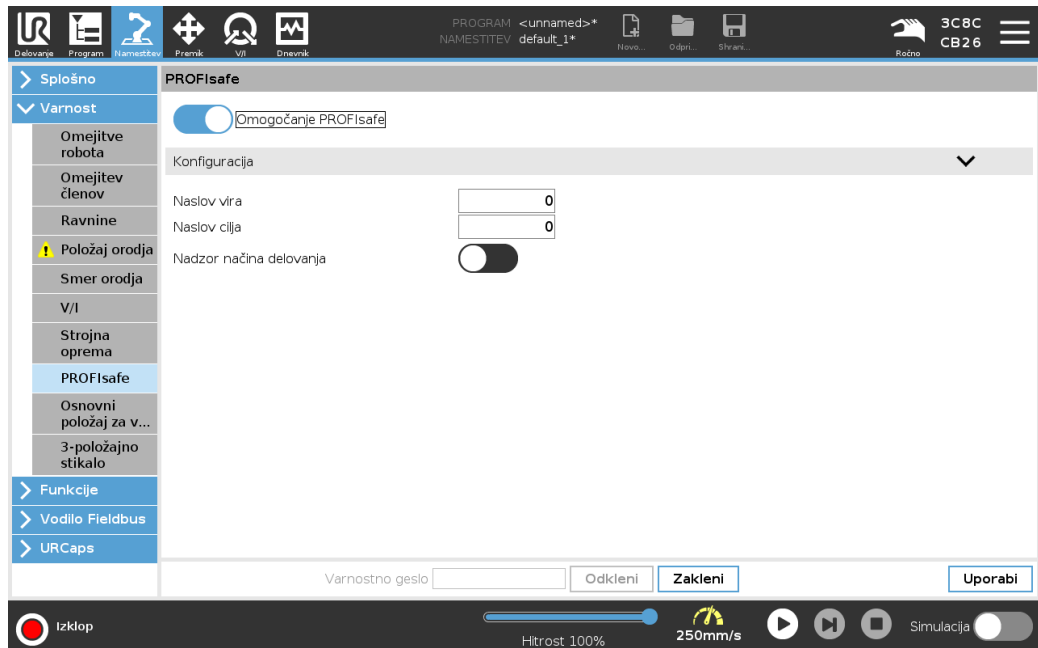 UR
PROGRAM <unnamed>*
NAMESTITEV default_1*
3C8C
CB26
Delovanje Program Namestitev Premik V/I Dnevnik Novo... Odpri... Shrani... Ročno
Splošno
PROFIsafe
Varnost
Omogočanje PROFIsafe
Omejitve
robota
Konfiguracija
Omejitev
členov
Naslov vira 0
Ravnine
Naslov cilja 0
Položaj orodja
Nadzor načina delovanja
Smer orodja
V/I
Strojna
oprema
PROFIsafe
Osnovni
položaj za v...
3-položajno
stikalo
Funkcije
Vodilo Fieldbus
URCaps
Varnostno geslo Odkleni Zakleni Uporabi
Izklop
Hitrost 100%
250mm/s
Simulacija